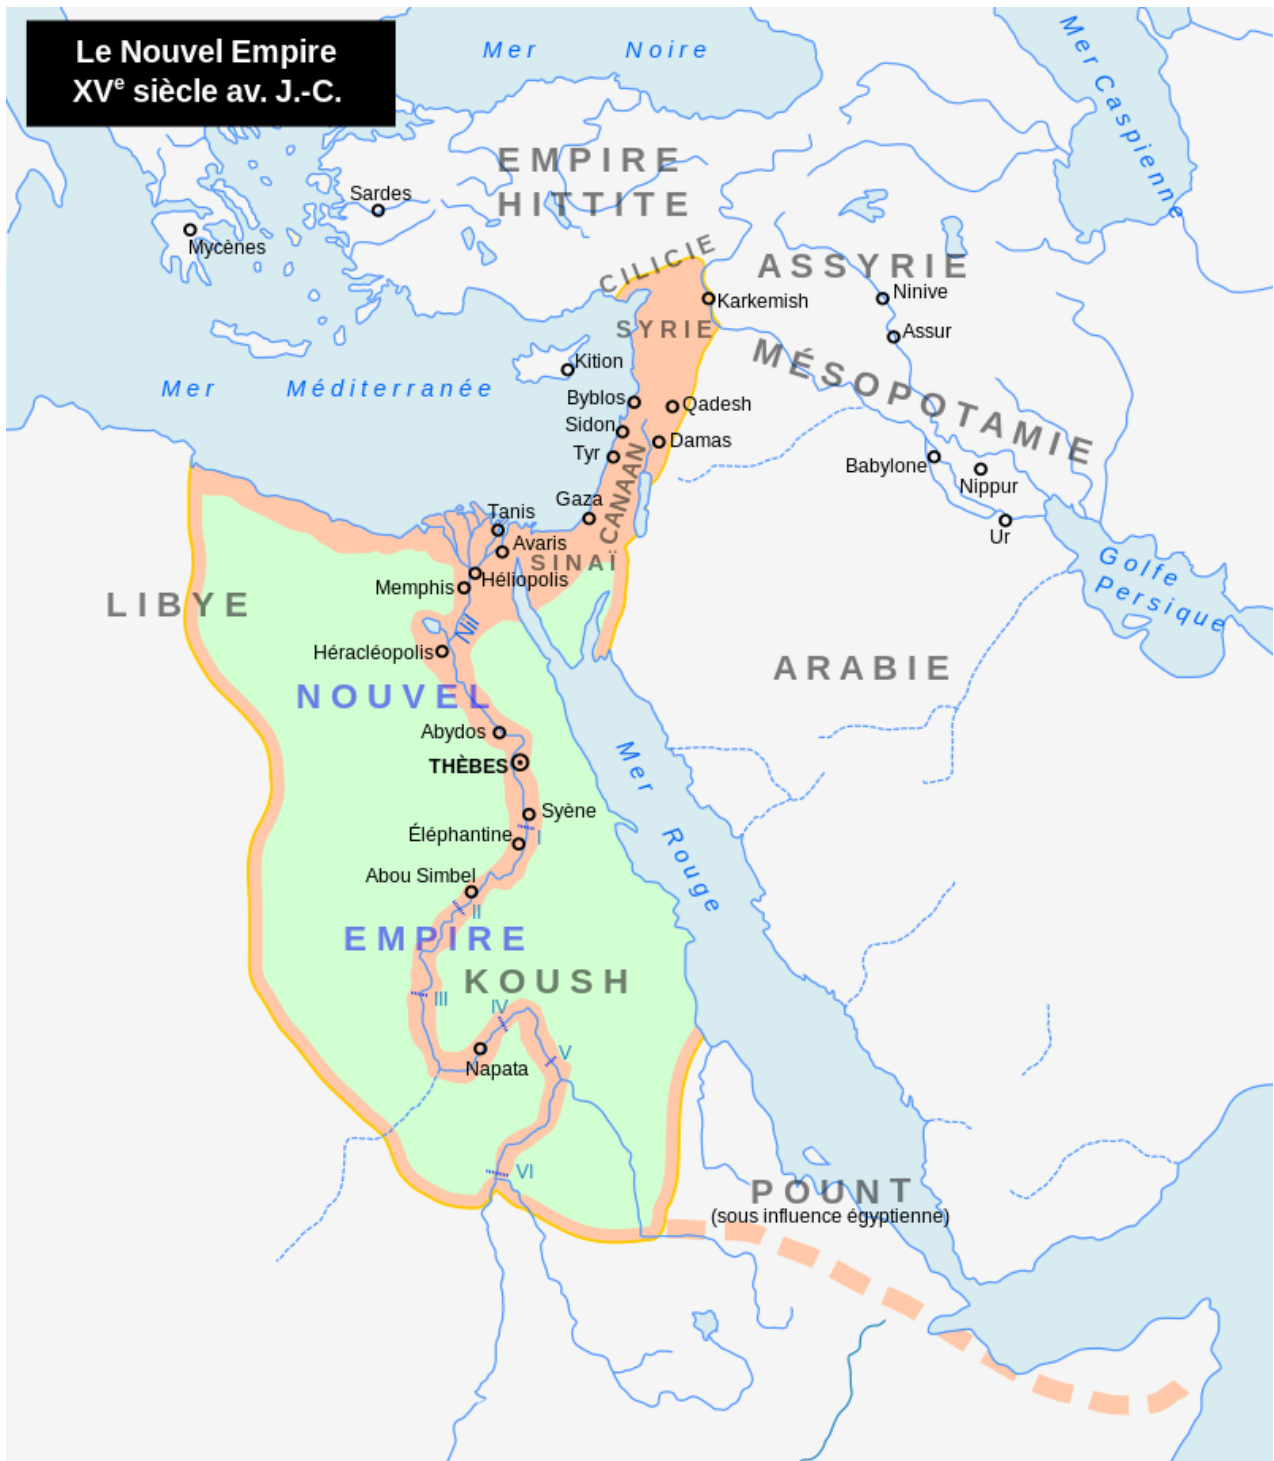 Le Nouvel Empire
XVe siècle av. J.-C.
Mer Noire
Mer Caspienne
EMPIRE
HITTITE
Sardes
Mycènes
CILICIE
ASSYRIE
Ninive
Karkemish
SYRIE
Assur
MÉSOPOTAMIE
Kition
Mer Méditerranée
Byblos
Qadesh
Sidon
Damas
Tyr
CANAAN
Babylone
Nippur
Gaza
Tanis
Ur
Avaris
SINAÏ
Héliopolis
Memphis
Golfe
Persique
LIBYE
Nil
Héracléopolis
ARABIE
NOUVEL
Abydos
THÈBES
Mer Rouge
Syène
Éléphantine
I
Abou Simbel
II
EMPIRE
KOUSH
III
IV
V
Napata
VI
POUNT
(sous influence égyptienne)